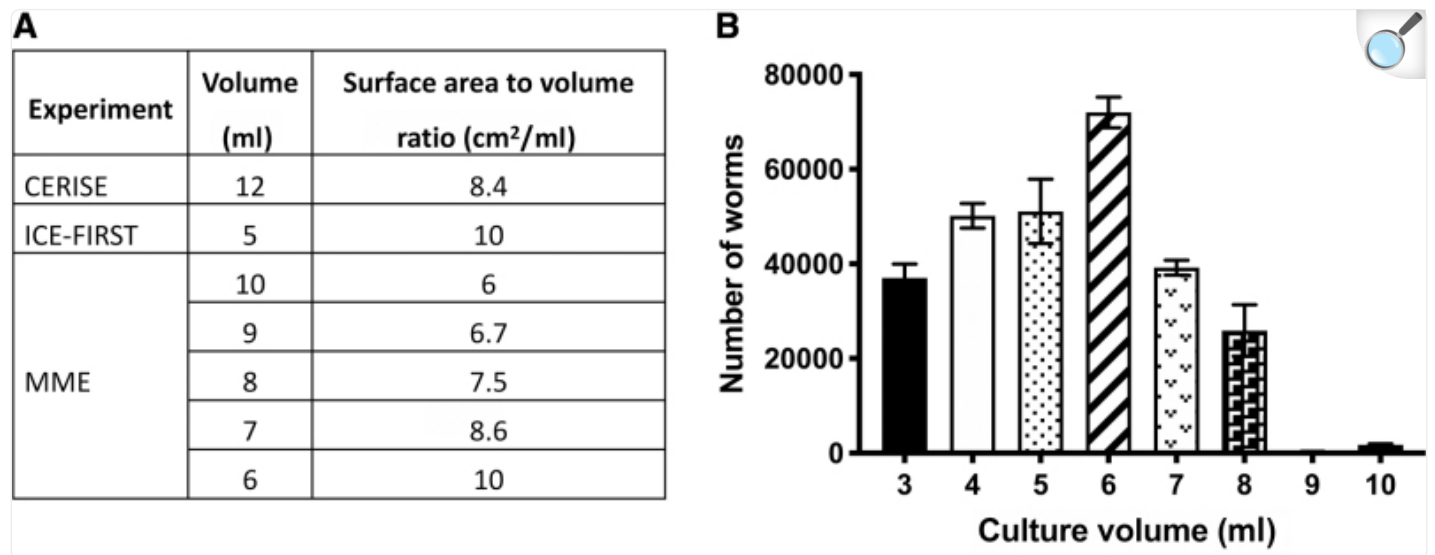 A
Experiment
Volume
(ml)
Surface area to volume
ratio (cm²/ml)
CERISE
12
8.4
ICE-FIRST
5
10
MME
10
6
9
6.7
8
7.5
7
8.6
6
10
B
Number of worms
80000
60000
40000
20000
0
3 4 5 6 7 8 9 10
Culture volume (ml)